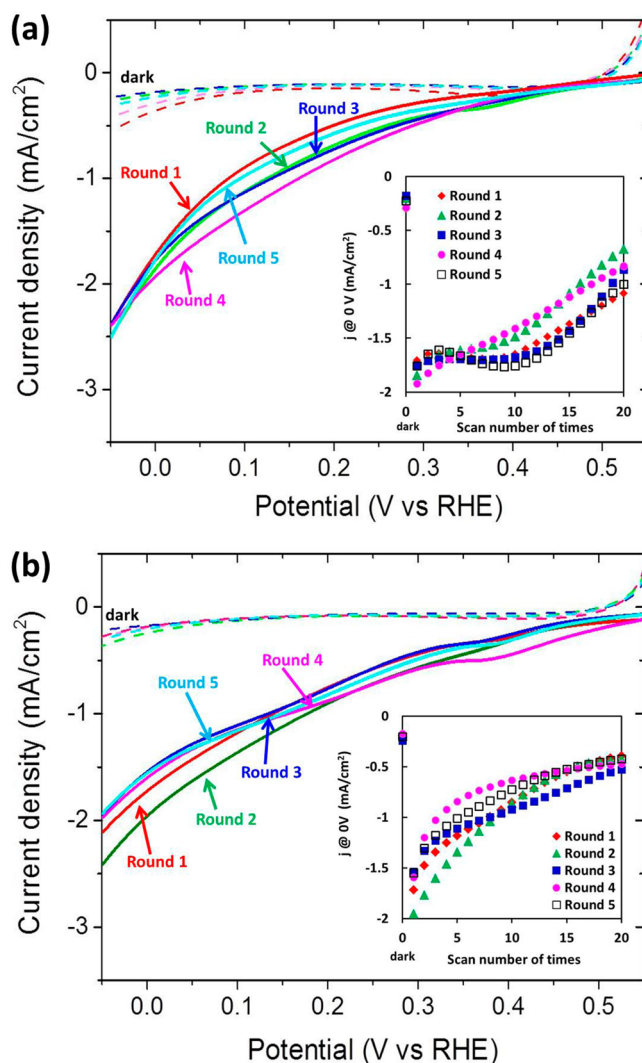 (a)
0
-1
-2
-3
Current density (mA/cm²)
dark
Round 3
Round 2
Round 1
Round 5
Round 4
0
-0.5
-1
-1.5
-2
j @ 0 V (mA/cm²)
Round 1
Round 2
Round 3
Round 4
Round 5
0 5 10 15 20
dark
Scan number of times
0.0 0.1 0.2 0.3 0.4 0.5
Potential (V vs RHE)
(b)
0
-1
-2
-3
Current density (mA/cm²)
dark
Round 4
Round 5
Round 3
Round 2
Round 1
0
-0.5
-1
-1.5
-2
j @ 0V (mA/cm²)
Round 1
Round 2
Round 3
Round 4
Round 5
0 5 10 15 20
dark
Scan number of times
0.0 0.1 0.2 0.3 0.4 0.5
Potential (V vs RHE)